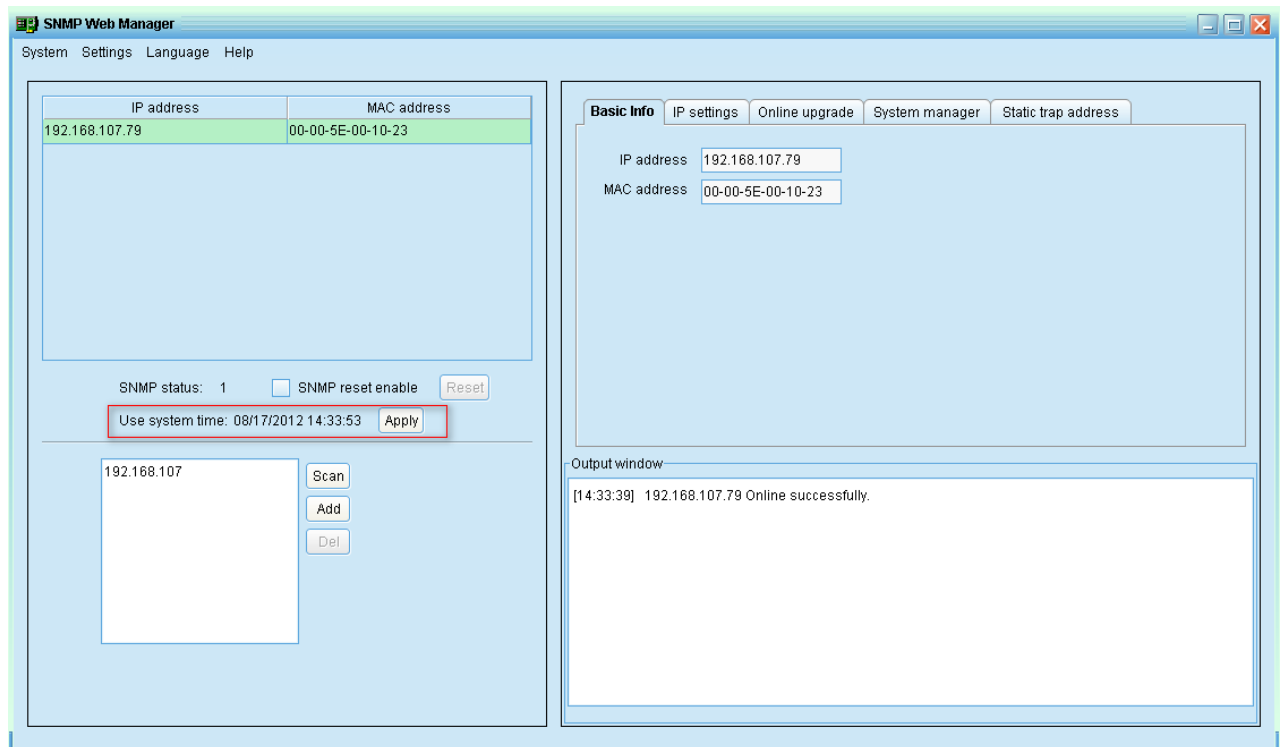 SNMP Web Manager
System Settings Language Help
IP address MAC address
192.168.107.79 00-00-5E-00-10-23
SNMP status: 1 SNMP reset enable Reset
Use system time: 08/17/2012 14:33:53 Apply
192.168.107
Scan
Add
Del
Basic Info IP settings Online upgrade System manager Static trap address
IP address 192.168.107.79
MAC address 00-00-5E-00-10-23
Output window
[14:33:39] 192.168.107.79 Online successfully.